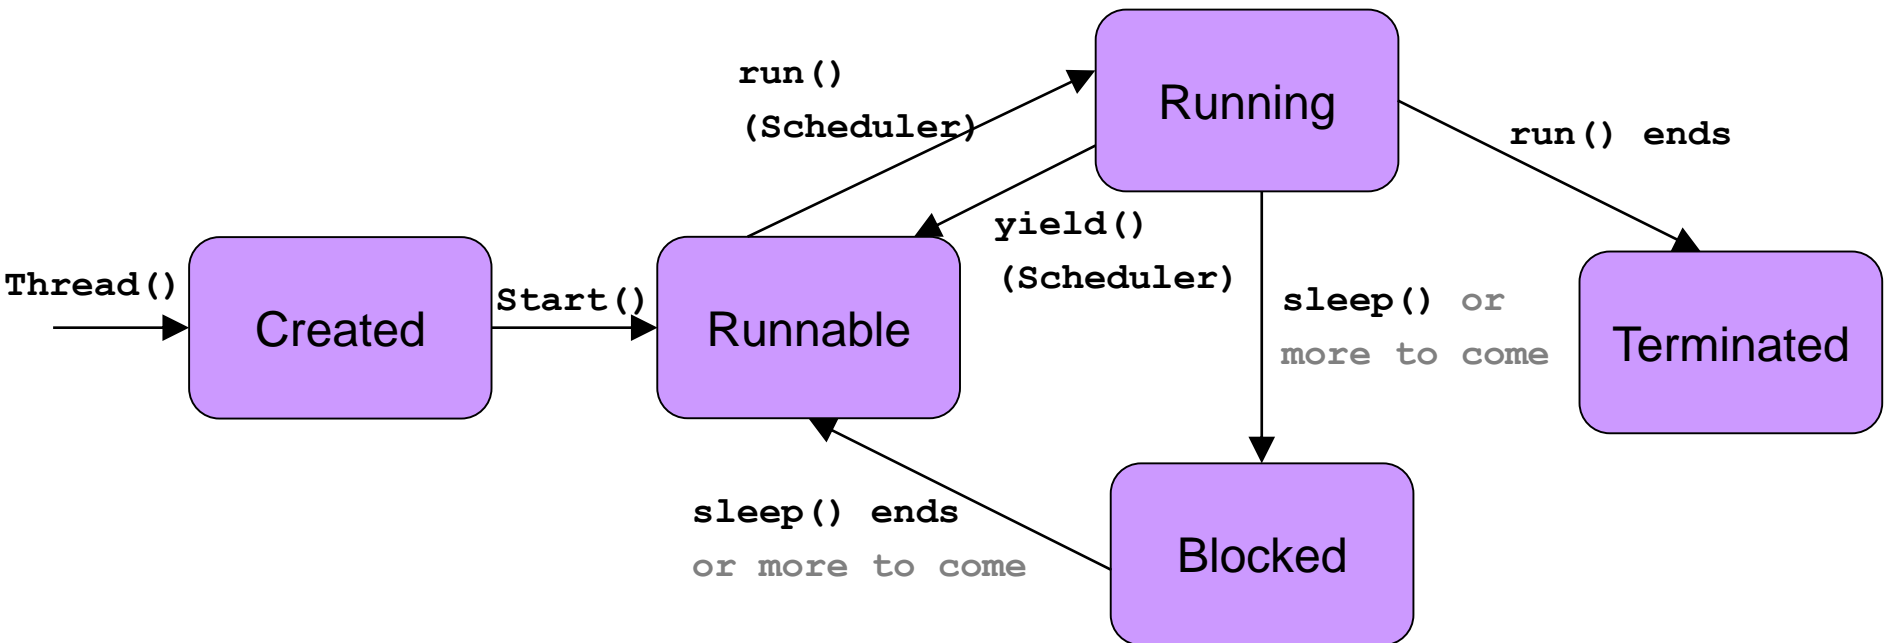 run()
(Scheduler)
Running
run() ends
yield()
(Scheduler)
Thread()
Created
Start()
Runnable
sleep() or
more to come
Terminated
sleep() ends
or more to come
Blocked